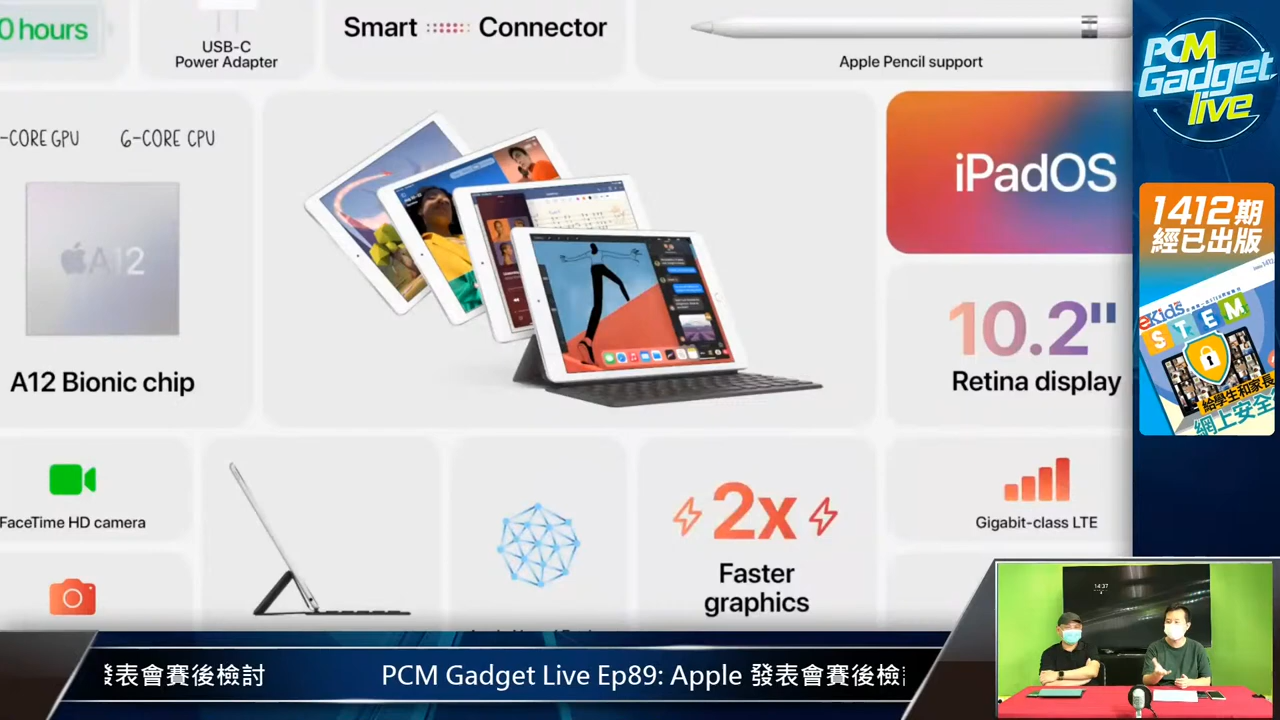 0 hours
USB-C
Power Adapter
Smart Connector
Apple Pencil support
PCM
Gadget
live
-CORE GPU
6-CORE CPU
A12
A12 Bionic chip
iPadOS
10.2"
Retina display
1412期
經已出版
eKids
STEM
給學生和家長
網上安全
FaceTime HD camera
2x
Faster
graphics
Gigabit-class LTE
14:37
發表會賽後檢討
PCM Gadget Live Ep89: Apple 發表會賽後檢討